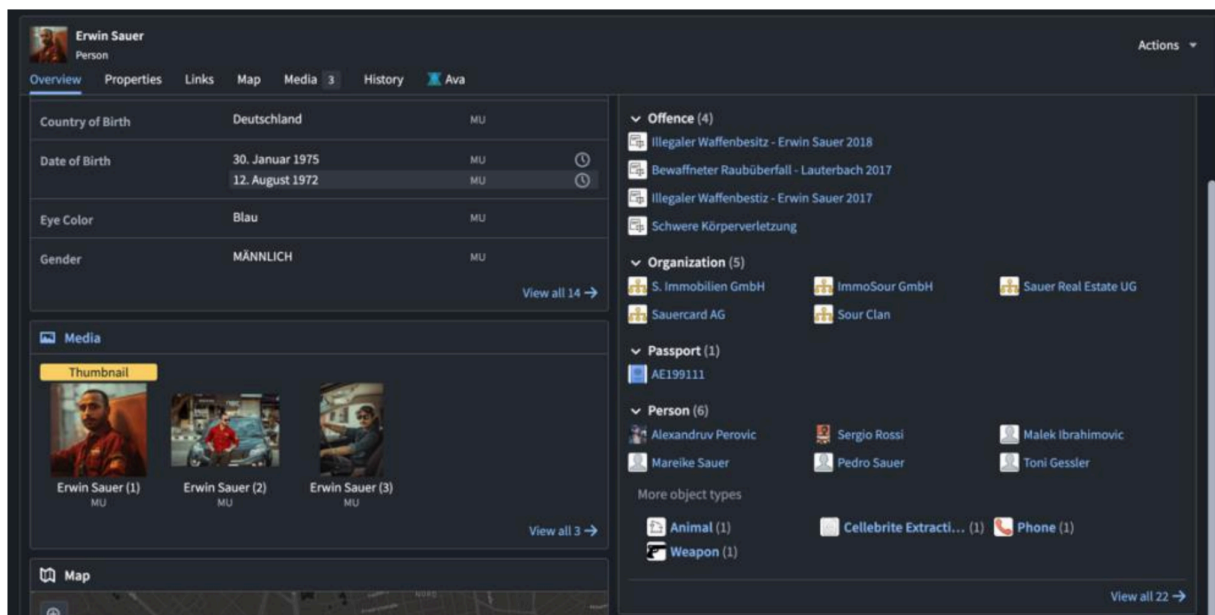 Erwin Sauer
Person
Actions
Overview Properties Links Map Media 3 History Ava
Country of Birth Deutschland MU
Date of Birth 30. Januar 1975 MU
12. August 1972 MU
Eye Color Blau MU
Gender MÄNNLICH MU
View all 14 →
Media
Thumbnail
Erwin Sauer (1) Erwin Sauer (2) Erwin Sauer (3)
MU MU MU
View all 3 →
Map
NORD
Offence (4)
Illegaler Waffenbesitz - Erwin Sauer 2018
Bewaffneter Raubüberfall - Lauterbach 2017
Illegaler Waffenbestiz - Erwin Sauer 2017
Schwere Körperverletzung
Organization (5)
S. Immobilien GmbH ImmoSour GmbH Sauer Real Estate UG
Sauercard AG Sour Clan
Passport (1)
AE199111
Person (6)
Alexandruv Perovic Sergio Rossi Malek Ibrahimovic
Mareike Sauer Pedro Sauer Toni Gessler
More object types
Animal (1) Cellebrite Extracti... (1) Phone (1)
Weapon (1)
View all 22 →